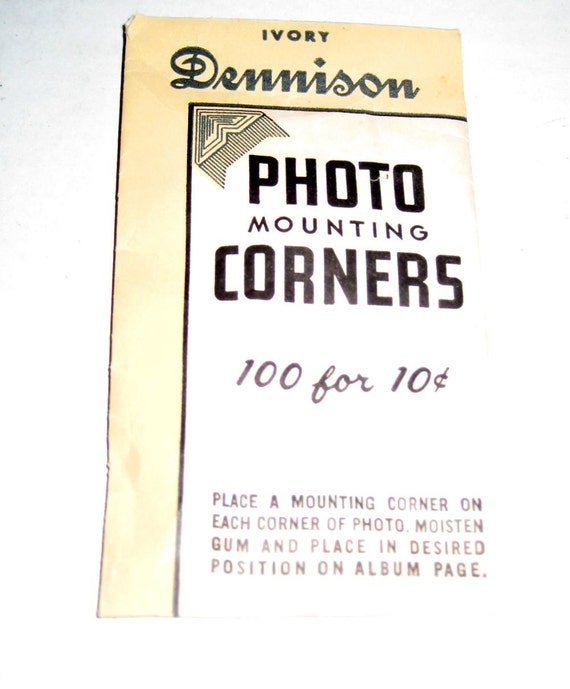 IVORY
Dennison
PHOTO
MOUNTING
CORNERS
100 for 10¢
PLACE A MOUNTING CORNER ON
EACH CORNER OF PHOTO. MOISTEN
GUM AND PLACE IN DESIRED
POSITION ON ALBUM PAGE.